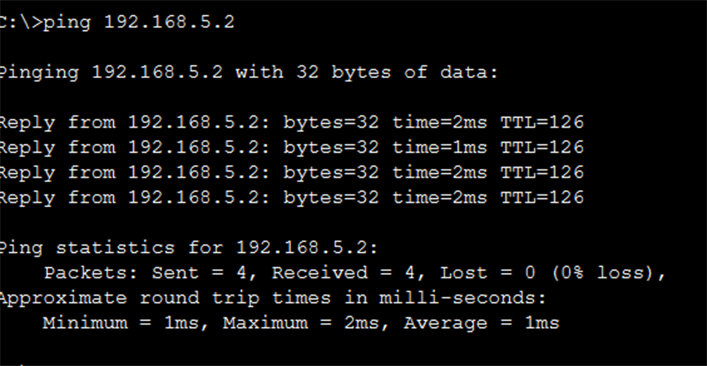 C:\>ping 192.168.5.2
Pinging 192.168.5.2 with 32 bytes of data:
Reply from 192.168.5.2: bytes=32 time=2ms TTL=126
Reply from 192.168.5.2: bytes=32 time=1ms TTL=126
Reply from 192.168.5.2: bytes=32 time=2ms TTL=126
Reply from 192.168.5.2: bytes=32 time=2ms TTL=126
Ping statistics for 192.168.5.2:
    Packets: Sent = 4, Received = 4, Lost = 0 (0% loss),
Approximate round trip times in milli-seconds:
    Minimum = 1ms, Maximum = 2ms, Average = 1ms